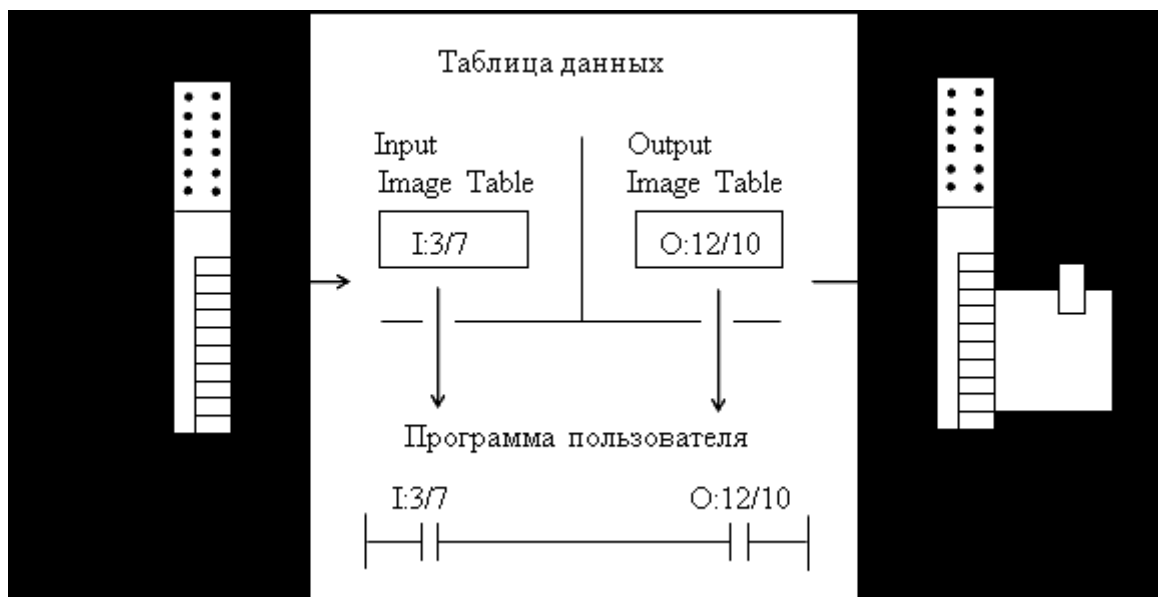 Таблица данных
Input
Image Table
I:3/7
Output
Image Table
O:12/10
Программа пользователя
I:3/7
O:12/10